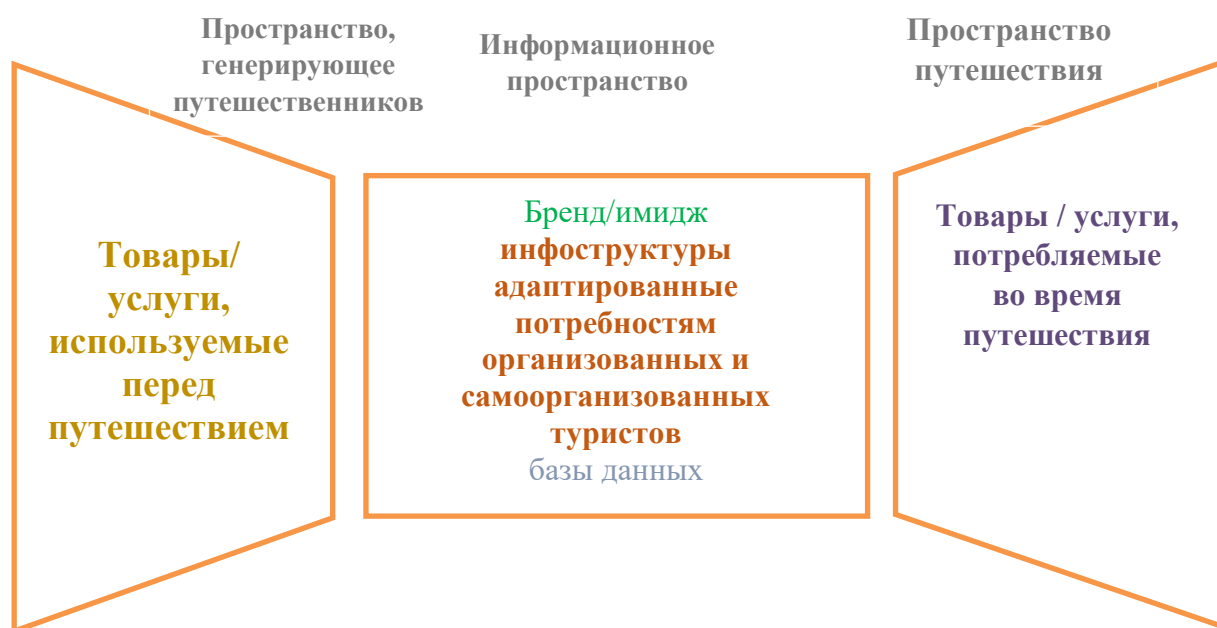 Пространство,
генерирующее
путешественников
Информационное
пространство
Пространство
путешествия
Товары/
услуги,
используемые
перед
путешествием
Бренд/имидж
инфоструктуры
адаптированные
потребностям
организованных и
самоорганизованных
туристов
базы данных
Товары / услуги,
потребляемые
во время
путешествия